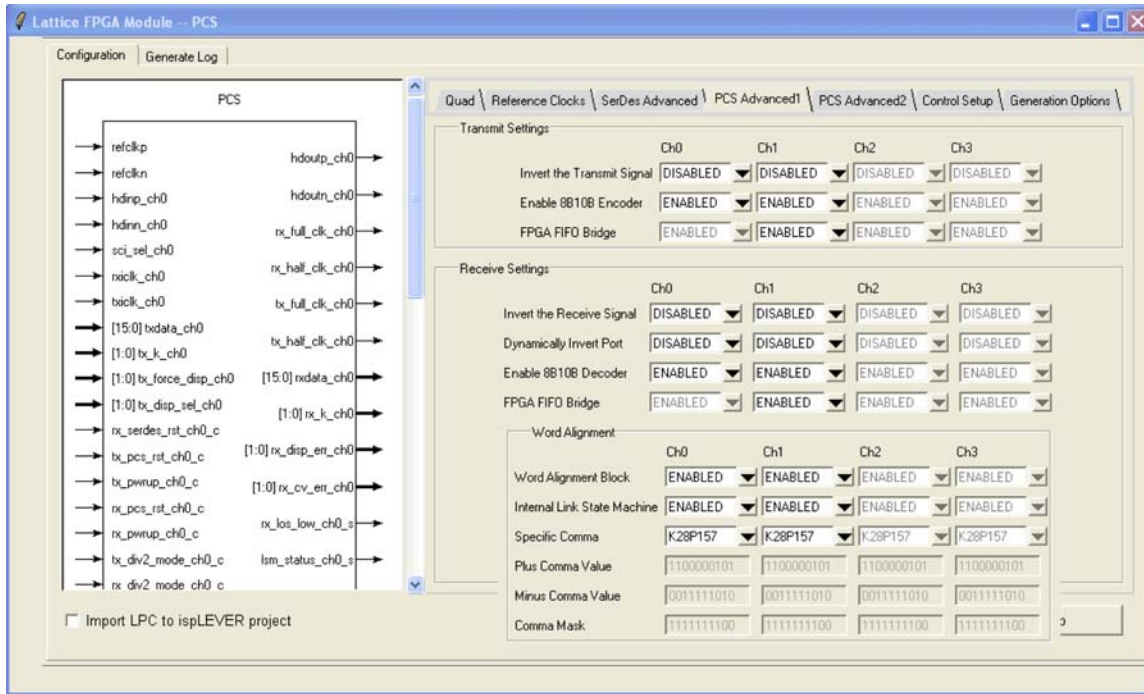 Lattice FPGA Module -- PCS
Configuration Generate Log
PCS
refclkp
refclkn
hdinp_ch0
hdinn_ch0
sci_sel_ch0
rxiclk_ch0
txiclk_ch0
[15:0] txdata_ch0
[1:0] tx_k_ch0
[1:0] tx_force_disp_ch0
[1:0] tx_disp_sel_ch0
rx_serdes_rst_ch0_c
tx_pcs_rst_ch0_c
tx_pwrup_ch0_c
rx_pcs_rst_ch0_c
rx_pwrup_ch0_c
tx_div2_mode_ch0_c
rx_div2_mode_ch0_c
hdoutp_ch0
hdoutn_ch0
rx_full_clk_ch0
rx_half_clk_ch0
tx_full_clk_ch0
tx_half_clk_ch0
[15:0] rxdata_ch0
[1:0] rx_k_ch0
[1:0] rx_disp_err_ch0
[1:0] rx_cv_err_ch0
rx_los_low_ch0_s
lsm_status_ch0_s
Import LPC to ispLEVER project
Quad Reference Clocks SerDes Advanced PCS Advanced1 PCS Advanced2 Control Setup Generation Options
Transmit Settings
Ch0 Ch1 Ch2 Ch3
Invert the Transmit Signal DISABLED DISABLED DISABLED DISABLED
Enable 8B10B Encoder ENABLED ENABLED ENABLED ENABLED
FPGA FIFO Bridge ENABLED ENABLED ENABLED ENABLED
Receive Settings
Ch0 Ch1 Ch2 Ch3
Invert the Receive Signal DISABLED DISABLED DISABLED DISABLED
Dynamically Invert Port DISABLED DISABLED DISABLED DISABLED
Enable 8B10B Decoder ENABLED ENABLED ENABLED ENABLED
FPGA FIFO Bridge ENABLED ENABLED ENABLED ENABLED
Word Alignment
Ch0 Ch1 Ch2 Ch3
Word Alignment Block ENABLED ENABLED ENABLED ENABLED
Internal Link State Machine ENABLED ENABLED ENABLED ENABLED
Specific Comma K28P157 K28P157 K28P157 K28P157
Plus Comma Value 1100000101 1100000101 1100000101 1100000101
Minus Comma Value 0011111010 0011111010 0011111010 0011111010
Comma Mask 1111111100 1111111100 1111111100 1111111100